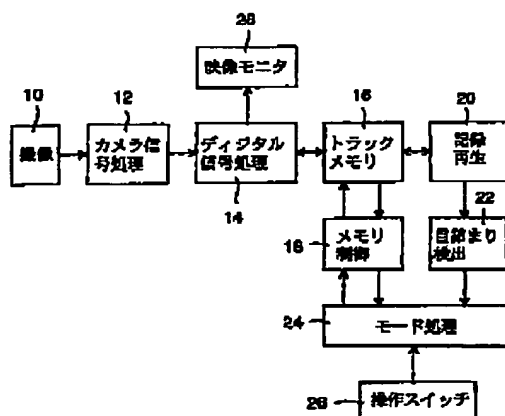 28
映像モニタ
10
12
16
20
撮像
カメラ信
号処理
ディジタル
信号処理
トラック
メモリ
記録
再生
14
22
18
メモリ
制御
目詰まり
検出
24
モード処理
26
操作スイッチ